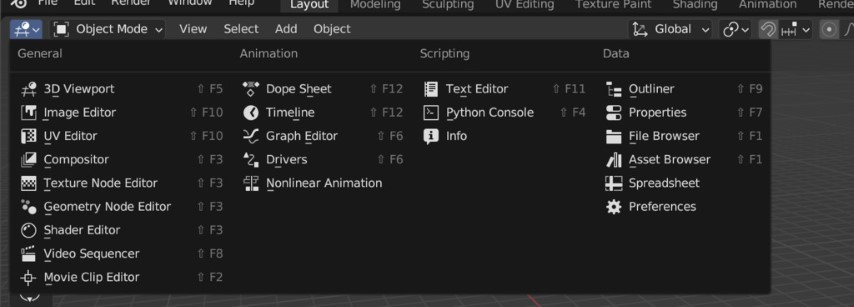 File Edit Render Window Help Layout Modeling Sculpting UV Editing Texture Paint Shading Animation
Object Mode View Select Add Object Global
General Animation Scripting Data
3D Viewport ⇧ F5 Dope Sheet ⇧ F12 Text Editor ⇧ F11 Outliner ⇧ F9
Image Editor ⇧ F10 Timeline ⇧ F12 Python Console ⇧ F4 Properties ⇧ F7
UV Editor ⇧ F10 Graph Editor ⇧ F6 Info File Browser ⇧ F1
Compositor ⇧ F3 Drivers ⇧ F6 Asset Browser ⇧ F1
Texture Node Editor ⇧ F3 Nonlinear Animation Spreadsheet
Geometry Node Editor ⇧ F3 Preferences
Shader Editor ⇧ F3
Video Sequencer ⇧ F8
Movie Clip Editor ⇧ F2